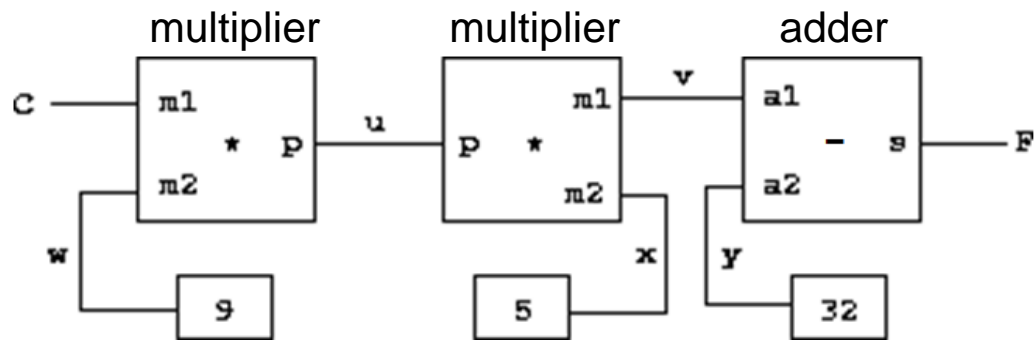 multiplier multiplier adder
C m1 * p m2
u
p * m1 m2
v
a1 - s a2
F
w x y
9 5 32